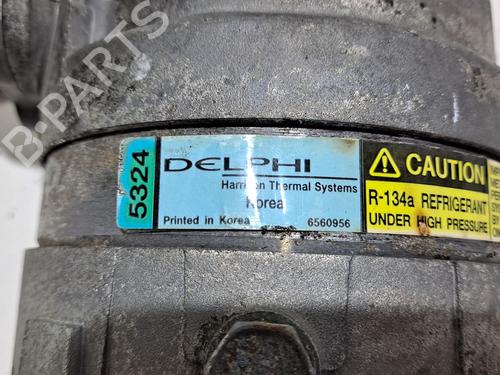 B-PARTS
5324
DELPHI
Harrison Thermal Systems
Korea
Printed in Korea 6560956
CAUTION
R-134a REFRIGERANT
UNDER HIGH PRESSURE